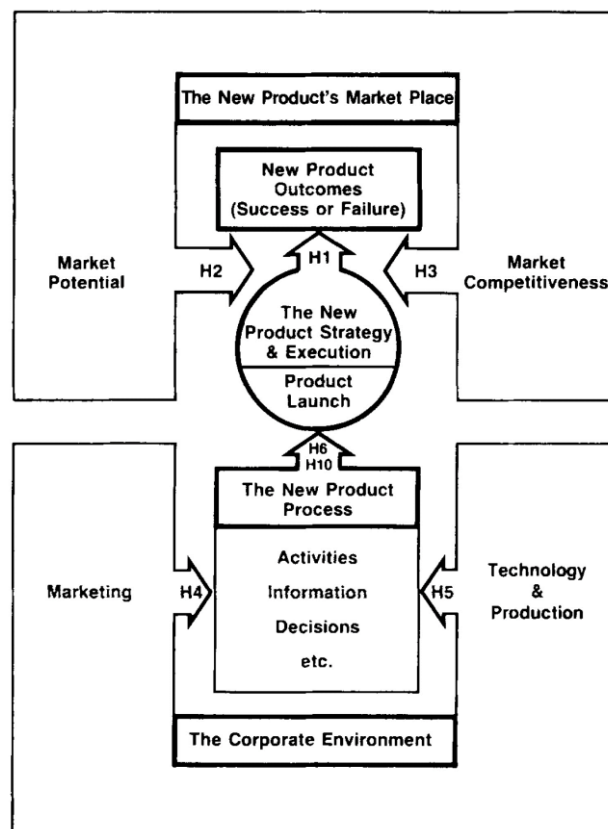 The New Product's Market Place
New Product
Outcomes
(Success or Failure)
Market
Potential
H2
H1
H3
Market
Competitiveness
The New
Product Strategy
& Execution
Product
Launch
H6
H10
The New Product
Process
Activities
Information
Decisions
etc.
Marketing
H4
H5
Technology
&
Production
The Corporate Environment